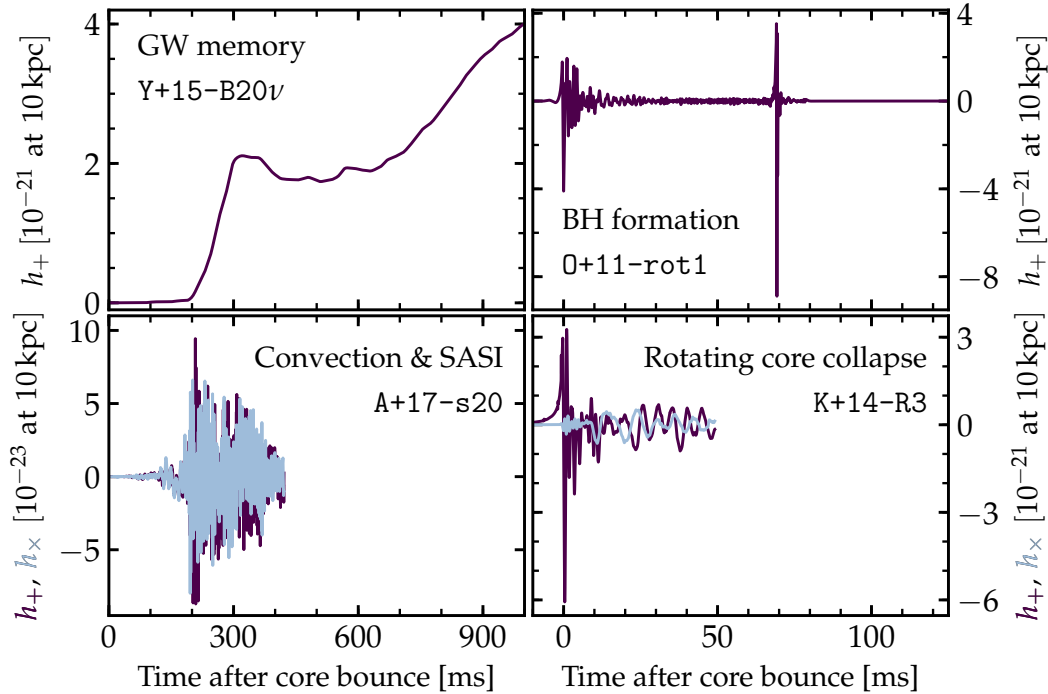 h₊ [10⁻²¹ at 10 kpc]
4
2
0
GW memory
Y+15-B20ν
BH formation
O+11-rot1
4
0
−4
−8
h₊ [10⁻²¹ at 10 kpc]
h₊, h× [10⁻²³ at 10 kpc]
10
5
0
−5
Convection & SASI
A+17-s20
Rotating core collapse
K+14-R3
3
0
−3
−6
h₊, h× [10⁻²¹ at 10 kpc]
0 300 600 900
0 50 100
Time after core bounce [ms]
Time after core bounce [ms]